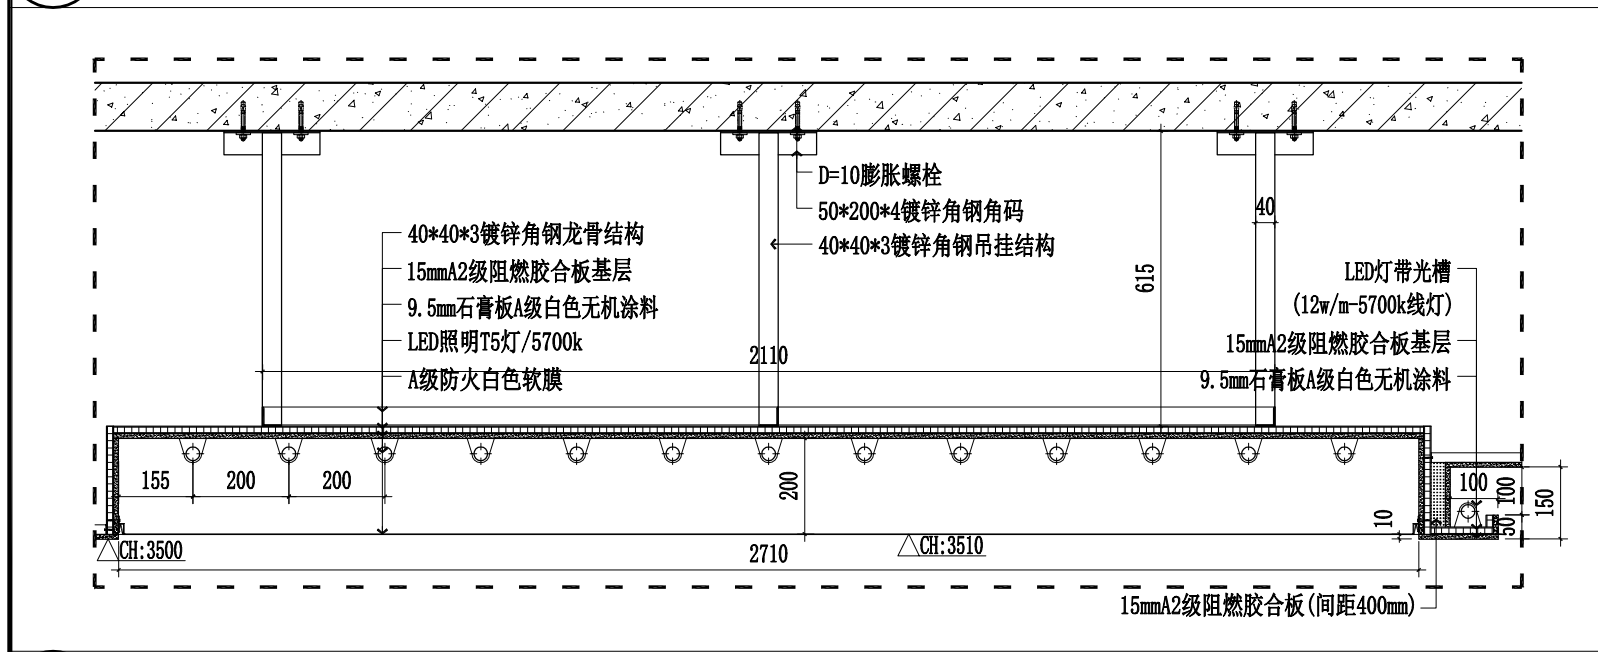 D=10膨胀螺栓
50*200*4镀锌角钢角码
40*40*3镀锌角钢吊挂结构
40
615
40*40*3镀锌角钢龙骨结构
15mmA2级阻燃胶合板基层
9.5mm石膏板A级白色无机涂料
LED照明T5灯/5700k
A级防火白色软膜
2110
LED灯带光槽
(12w/m-5700k线灯)
15mmA2级阻燃胶合板基层
9.5mm石膏板A级白色无机涂料
155
200
200
200
10
100
100
50
150
CH:3500
2710
CH:3510
15mmA2级阻燃胶合板(间距400mm)